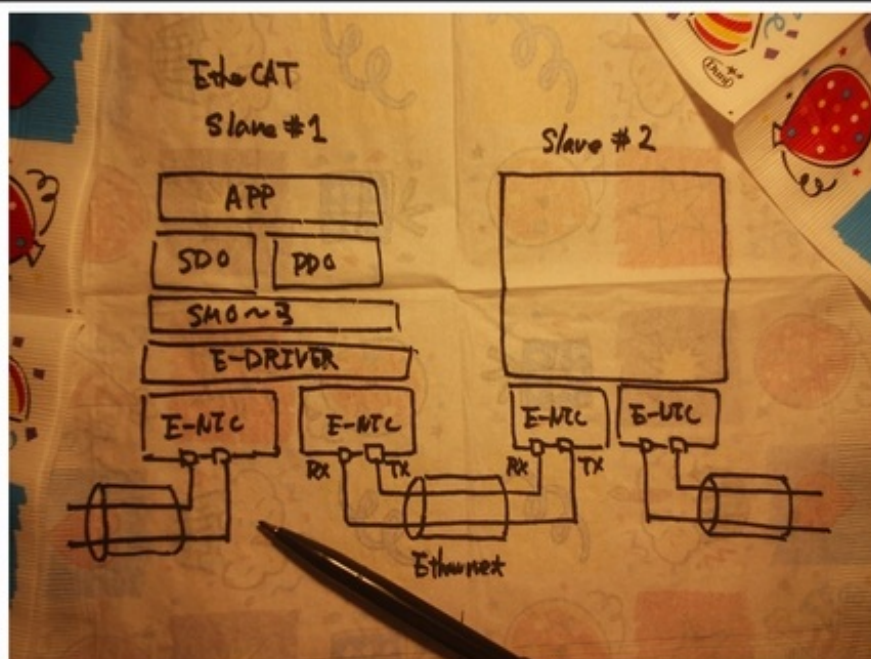 EtherCAT
Slave #1
Slave #2
APP
SDO
PDO
SM0~3
E-DRIVER
E-NIC
E-NIC
E-NIC
E-NIC
RX
TX
RX
TX
Ethernet